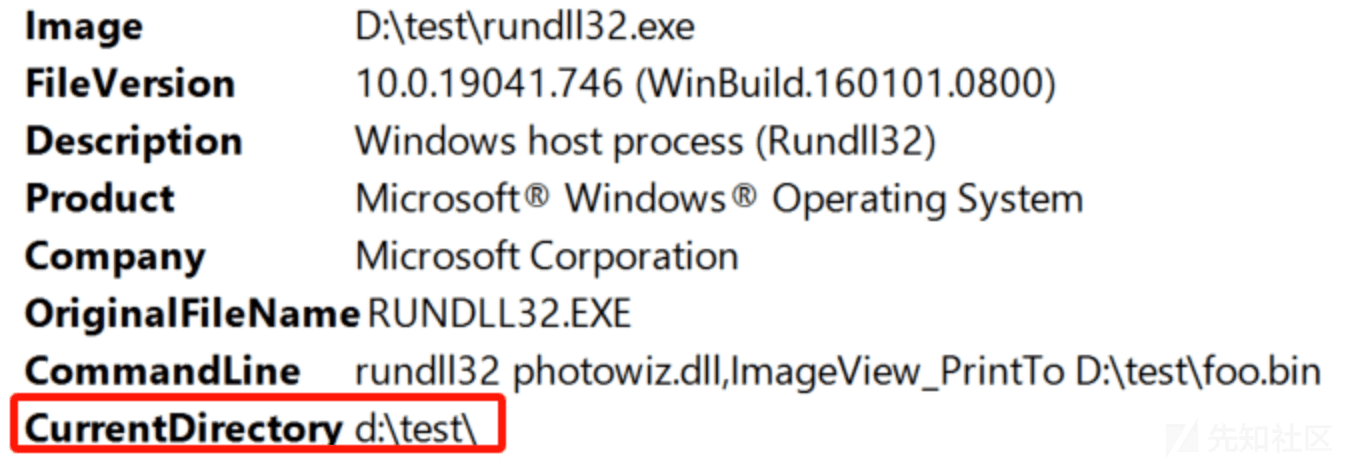 Image D:\test\rundll32.exe
FileVersion 10.0.19041.746 (WinBuild.160101.0800)
Description Windows host process (Rundll32)
Product Microsoft® Windows® Operating System
Company Microsoft Corporation
OriginalFileName RUNDLL32.EXE
CommandLine rundll32 photowiz.dll,ImageView_PrintTo D:\test\foo.bin
CurrentDirectory d:\test\
先知社区